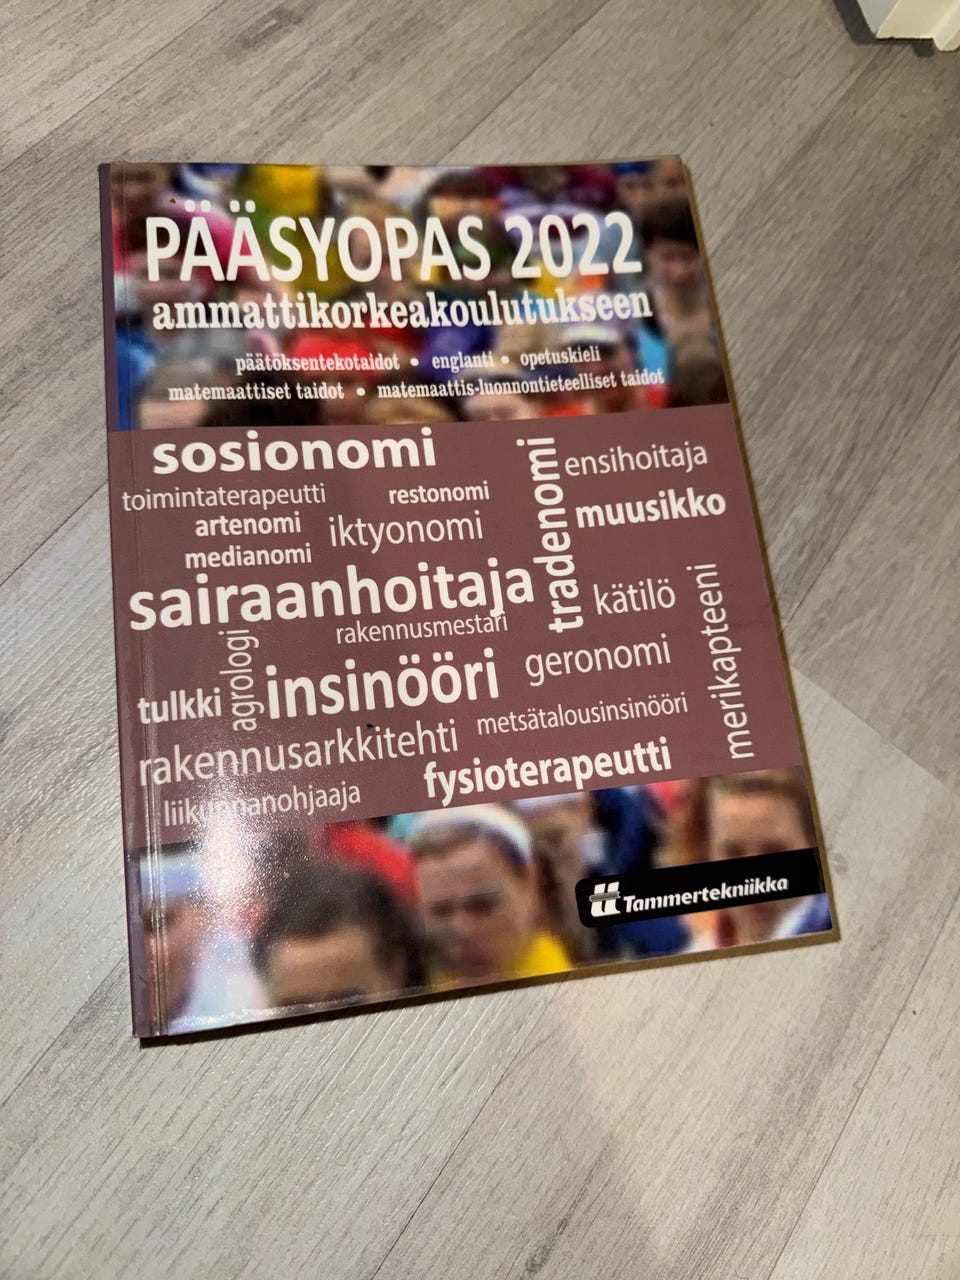 PÄÄSYOPAS 2022
ammattikorkeakoulutukseen
päätöksentekotaidot • englanti • opetuskieli
matemaattiset taidot • matemaattis-luonnontieteelliset taidot
sosionomi
ensihoitaja
toimintaterapeutti
restonomi
tradenomi
muusikko
artenomi
iktyonomi
medianomi
sairaanhoitaja
kätilö
rakennusmestari
merikapteeni
agrologi
geronomi
insinööri
tulkki
metsätalousinsinööri
rakennusarkkitehti
fysioterapeutti
liikunnanohjaaja
Tammertekniikka